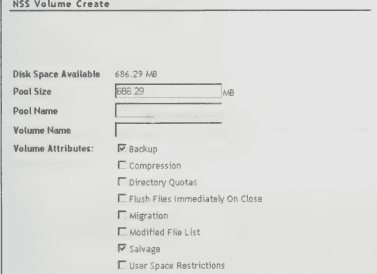 NSS Volume Create
Disk Space Available 686.29 MB
Pool Size 686.29 MB
Pool Name
Volume Name
Volume Attributes: Backup
Compression
Directory Quotas
Flush Files Immediately On Close
Migration
Modified File List
Salvage
User Space Restrictions